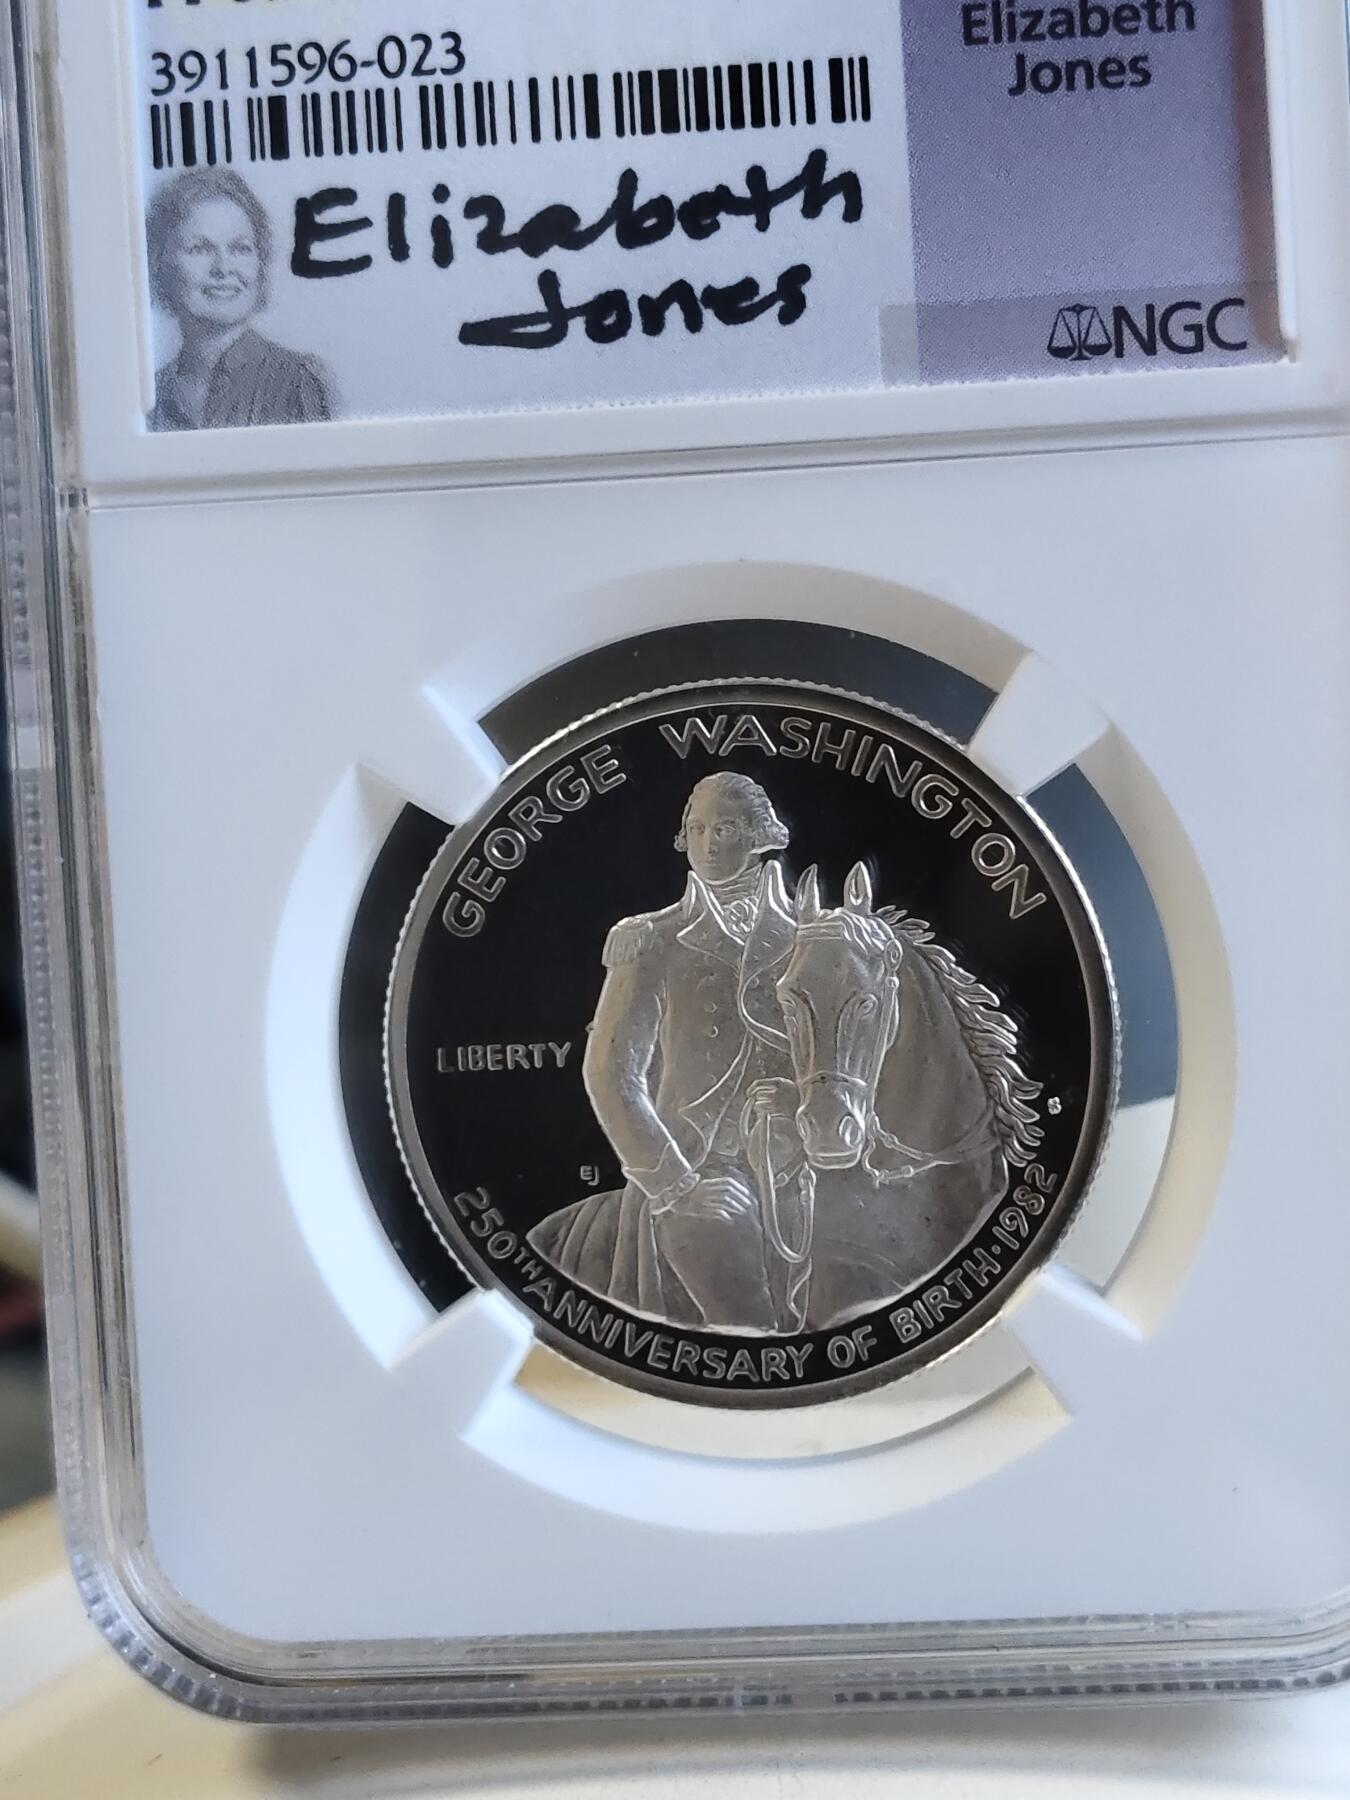 3911596-023
Elizabeth
Jones
Elizabeth
Jones
NGC
GEORGE WASHINGTON
LIBERTY
EJ
S
250TH ANNIVERSARY OF BIRTH·1982